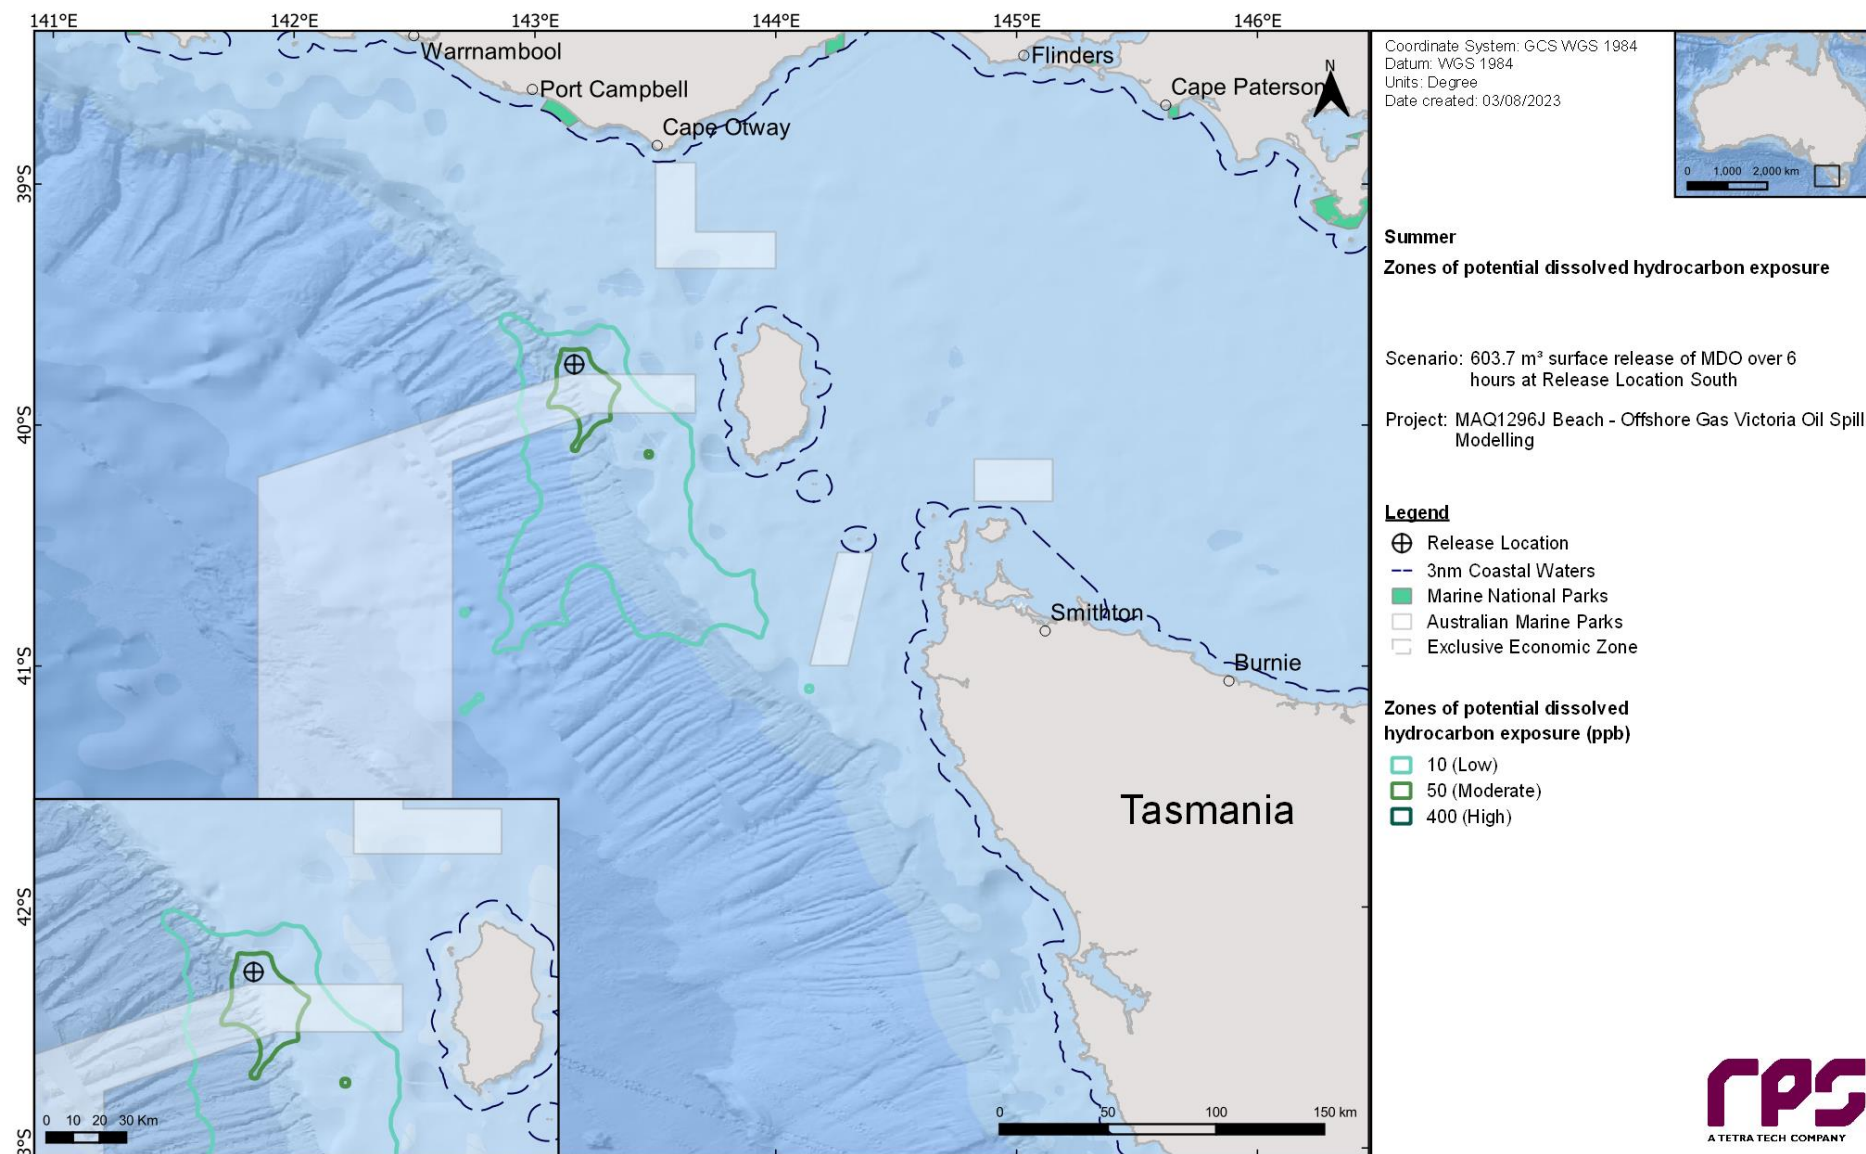 141°E
142°E
143°E
144°E
145°E
146°E
39°S
40°S
41°S
42°S
Warrnambool
Port Campbell
Cape Otway
Flinders
Cape Paterson
N
Smithton
Burnie
Tasmania
0 50 100 150 km
0 10 20 30 Km
Coordinate System: GCS WGS 1984
Datum: WGS 1984
Units: Degree
Date created: 03/08/2023
0 1,000 2,000 km
Summer
Zones of potential dissolved hydrocarbon exposure
Scenario: 603.7 m³ surface release of MDO over 6
hours at Release Location South
Project: MAQ1296J Beach - Offshore Gas Victoria Oil Spill
Modelling
Legend
Release Location
3nm Coastal Waters
Marine National Parks
Australian Marine Parks
Exclusive Economic Zone
Zones of potential dissolved
hydrocarbon exposure (ppb)
10 (Low)
50 (Moderate)
400 (High)
rps
A TETRA TECH COMPANY